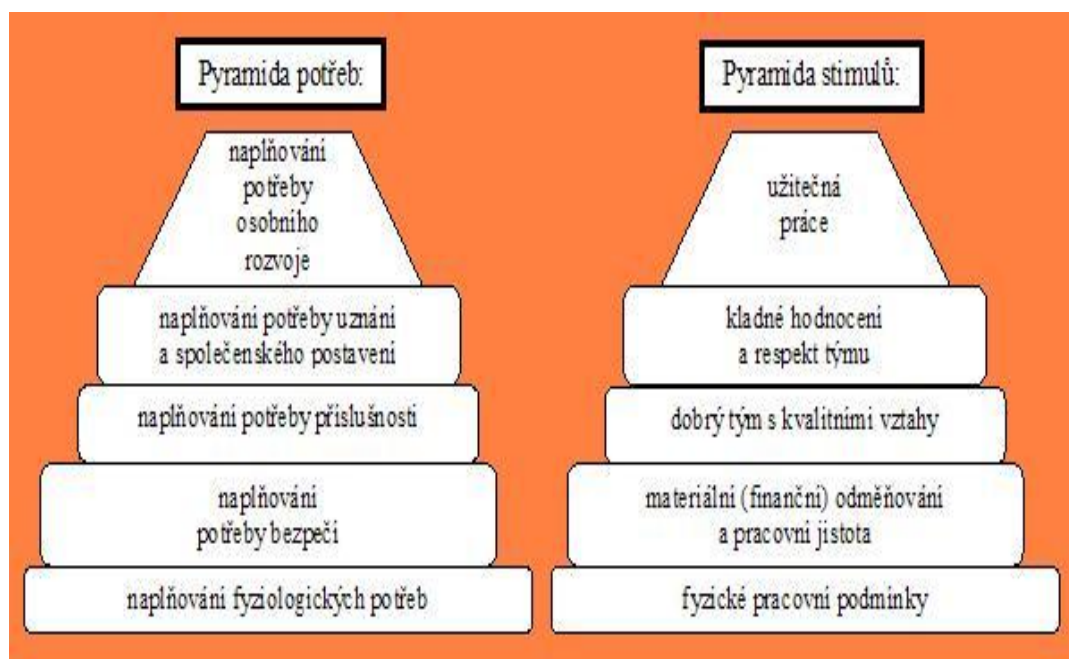 Pyramida potřeb:
naplňování
potřeby
osobního
rozvoje
naplňování potřeby uznání
a společenského postavení
naplňování potřeby příslušnosti
naplňování
potřeby bezpečí
naplňování fyziologických potřeb
Pyramida stimulů:
užitečná
práce
kladné hodnocení
a respekt týmu
dobrý tým s kvalitními vztahy
materiální (finanční) odměňování
a pracovní jistota
fyzické pracovní podmínky